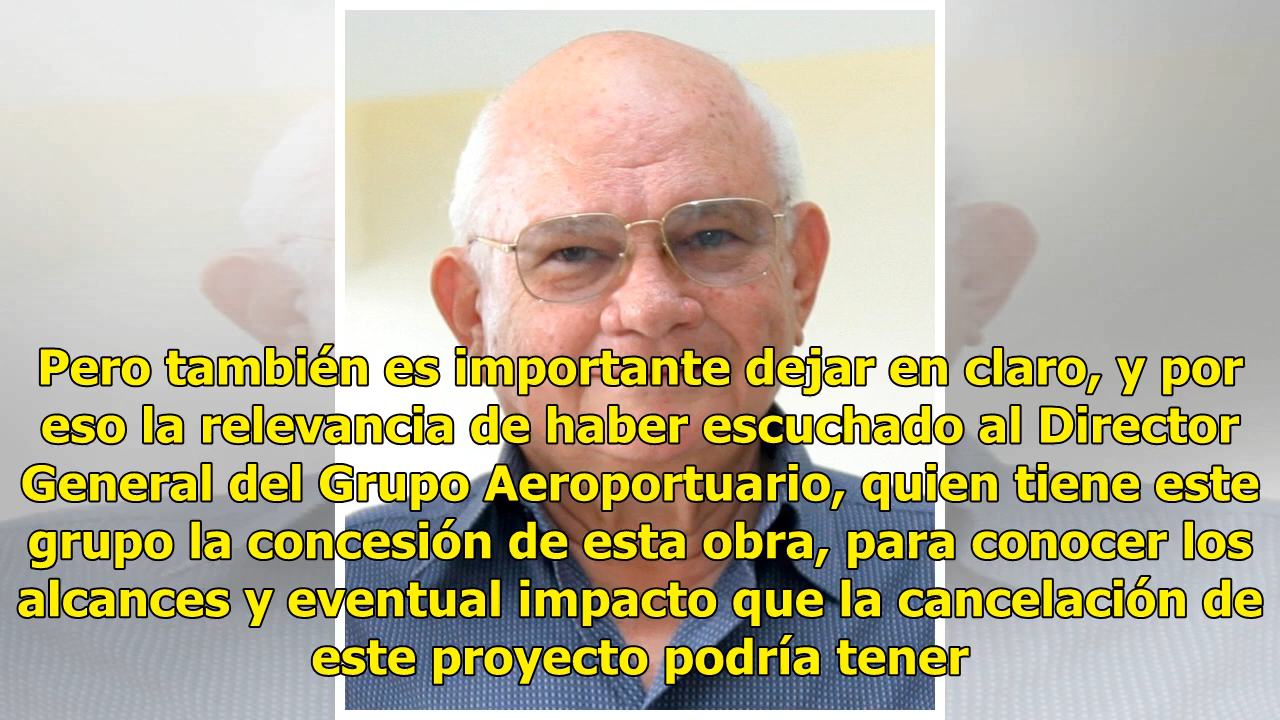 Pero también es importante dejar en claro, y por
eso la relevancia de haber escuchado al Director
General del Grupo Aeroportuario, quien tiene este
grupo la concesión de esta obra, para conocer los
alcances y eventual impacto que la cancelación de
este proyecto podría tener